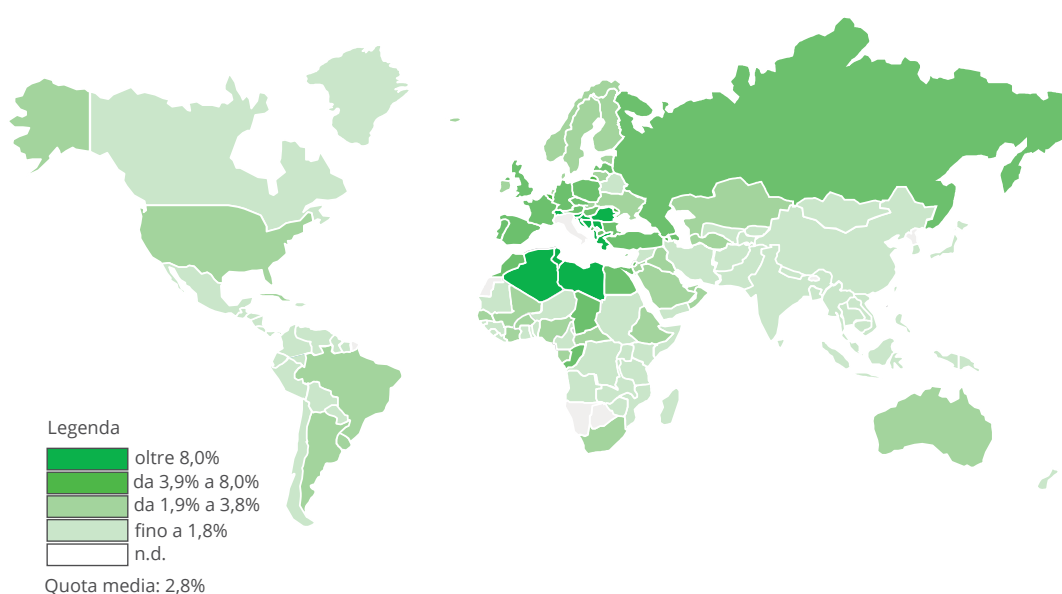 Legenda
oltre 8,0%
da 3,9% a 8,0%
da 1,9% a 3,8%
fino a 1,8%
n.d.
Quota media: 2,8%